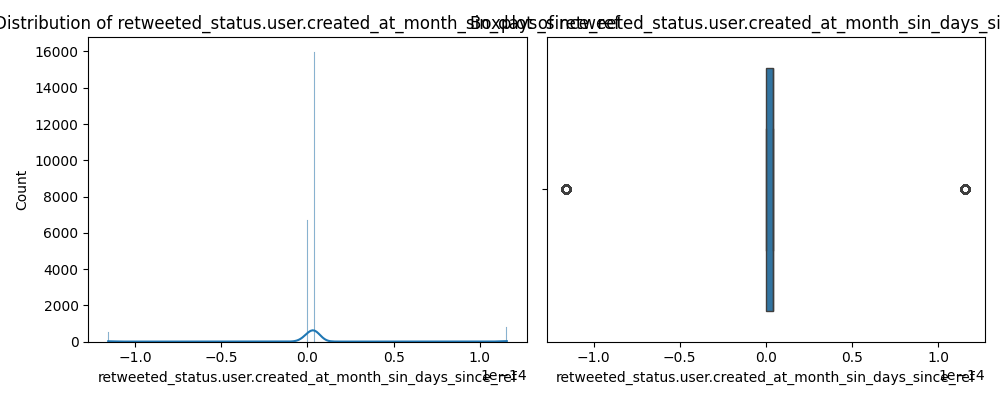 Distribution of retweeted_status.user.created_at_month_sin_days_since_ref
Boxplot of retweeted_status.user.created_at_month_sin_days_si
16000
14000
12000
10000
8000
6000
4000
2000
0
Count
−1.0 −0.5 0.0 0.5 1.0
1e−14
retweeted_status.user.created_at_month_sin_days_since_ref
−1.0 −0.5 0.0 0.5 1.0
1e−14
retweeted_status.user.created_at_month_sin_days_since_ref